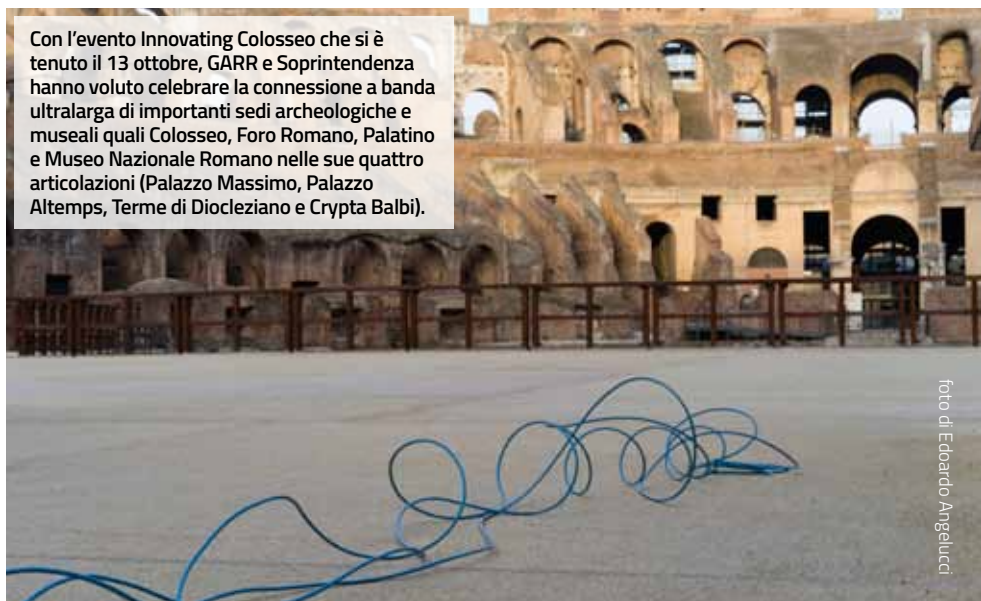 Con l'evento Innovating Colosseo che si è
tenuto il 13 ottobre, GARR e Soprintendenza
hanno voluto celebrare la connessione a banda
ultralarga di importanti sedi archeologiche e
museali quali Colosseo, Foro Romano, Palatino
e Museo Nazionale Romano nelle sue quattro
articolazioni (Palazzo Massimo, Palazzo
Altemps, Terme di Diocleziano e Crypta Balbi).
foto di Edoardo Angelucci